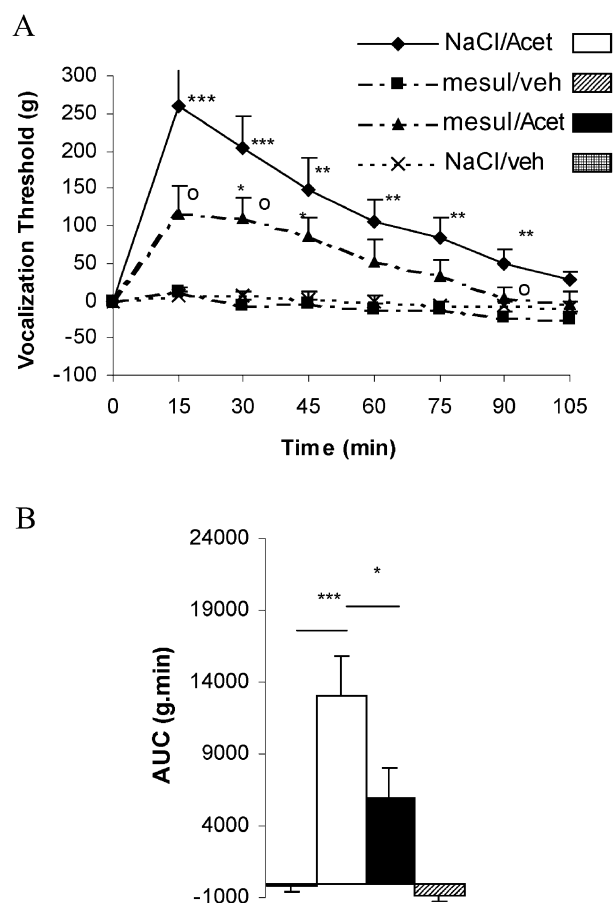 A
NaCl/Acet
mesul/veh
mesul/Acet
NaCl/veh
Vocalization Threshold (g)
300
250
200
150
100
50
0
-50
-100
***
***
**
**
**
**
O
*
O
*
O
0 15 30 45 60 75 90 105
Time (min)
B
AUC (g.min)
24000
19000
14000
9000
4000
-1000
***
*